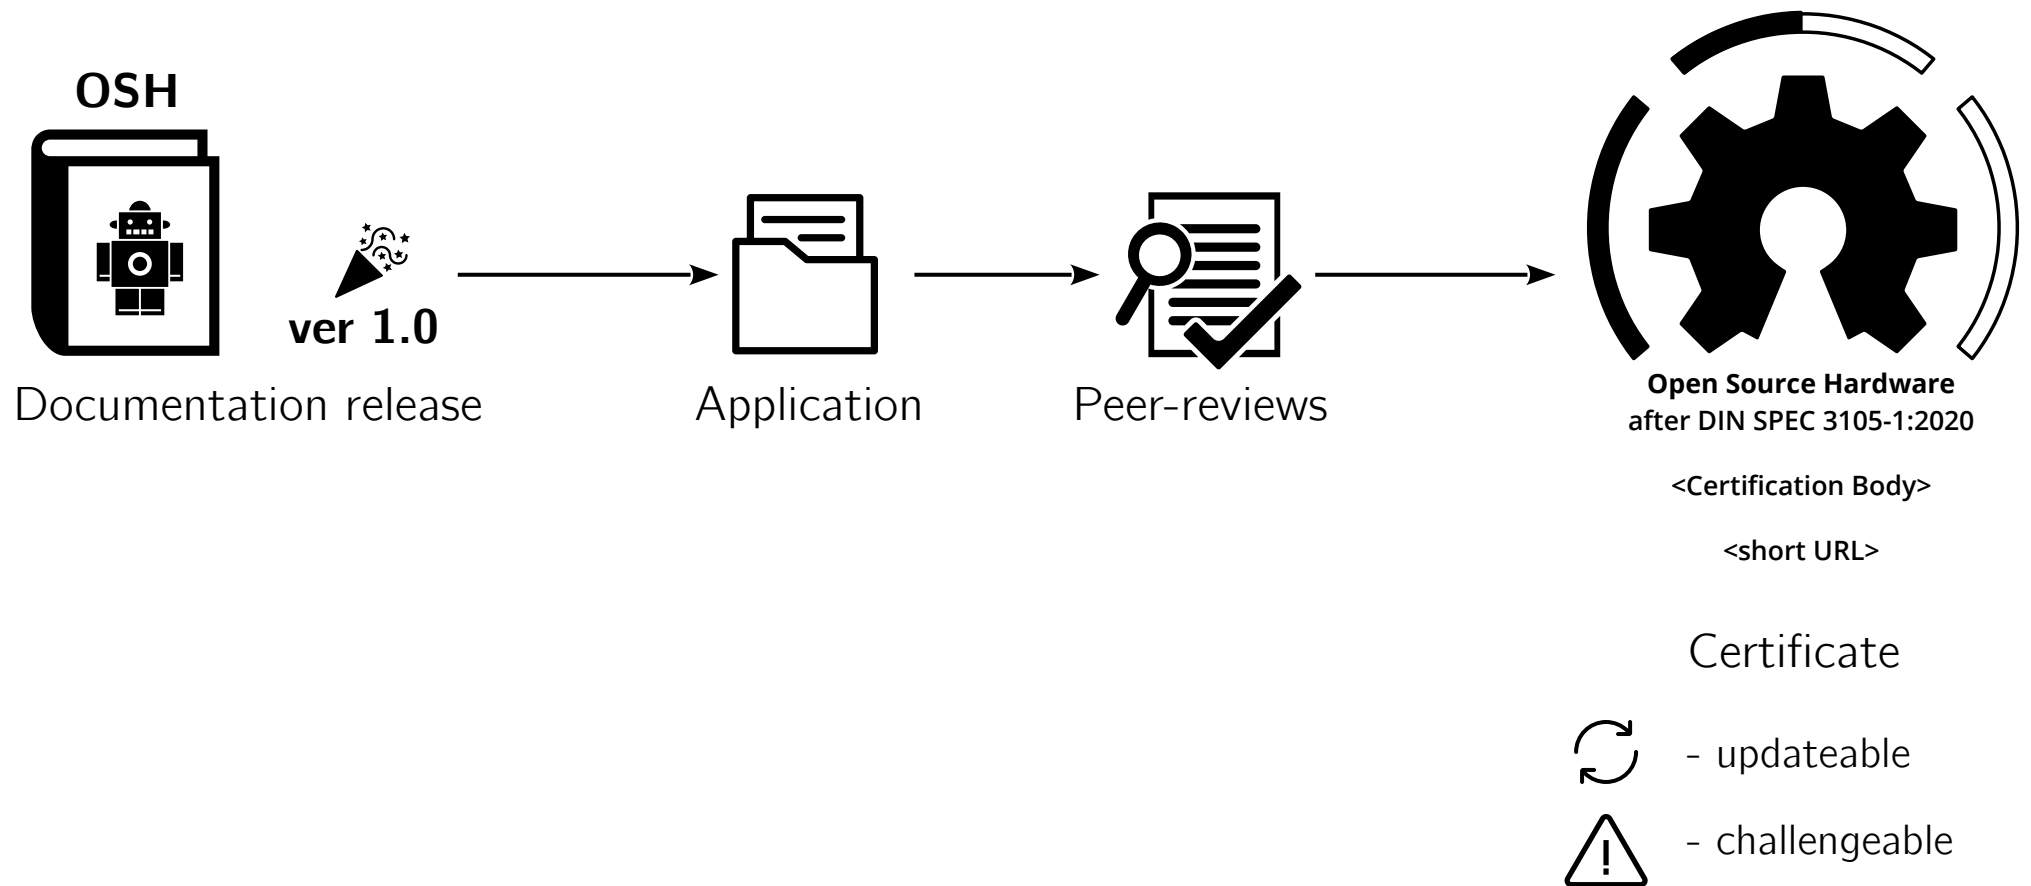 OSH
ver 1.0
Documentation release
Application
Peer-reviews
Open Source Hardware
after DIN SPEC 3105-1:2020
<Certification Body>
<short URL>
Certificate
- updateable
- challengeable